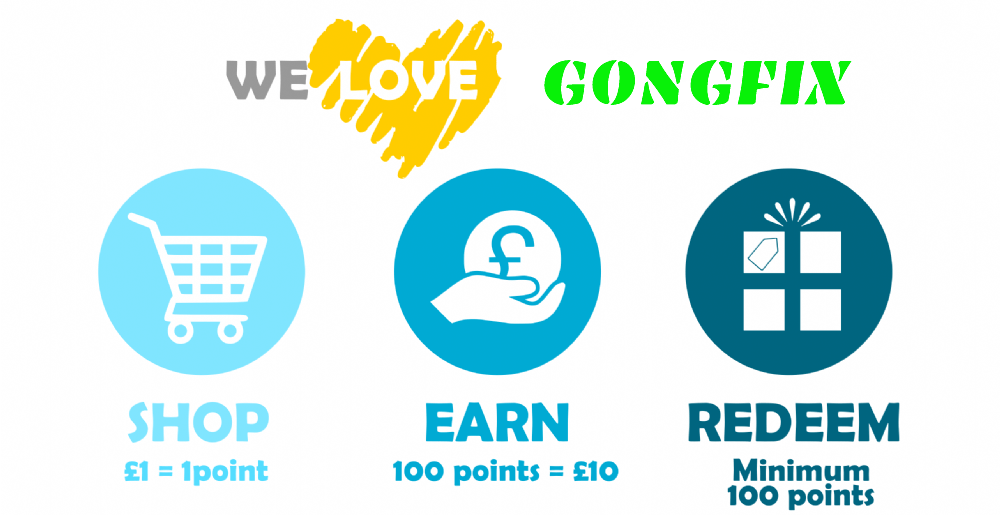 WE LOVE GONGFIX
£
SHOP
£1 = 1point
EARN
100 points = £10
REDEEM
Minimum
100 points